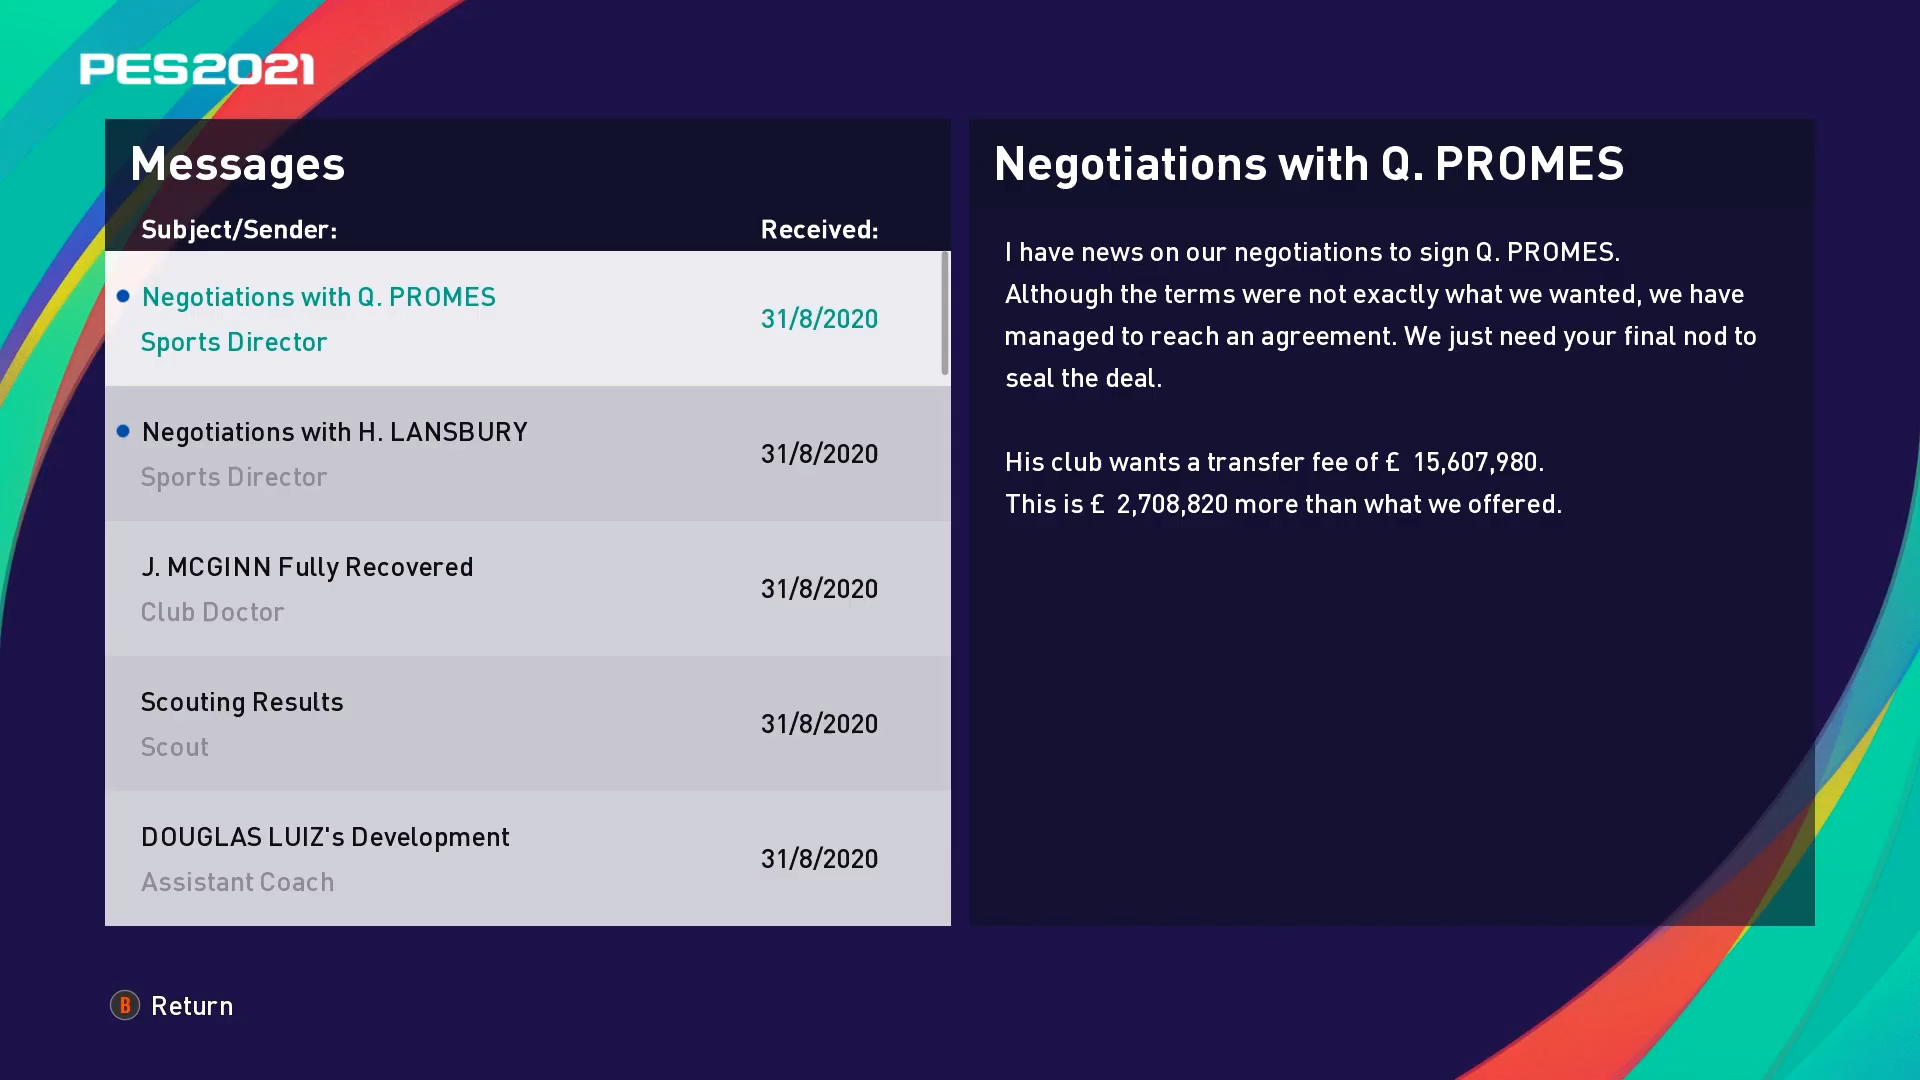 PES2021
Messages
Subject/Sender:
Received:
Negotiations with Q. PROMES
Sports Director
31/8/2020
Negotiations with H. LANSBURY
Sports Director
31/8/2020
J. MCGINN Fully Recovered
Club Doctor
31/8/2020
Scouting Results
Scout
31/8/2020
DOUGLAS LUIZ's Development
Assistant Coach
31/8/2020
Negotiations with Q. PROMES
I have news on our negotiations to sign Q. PROMES.
Although the terms were not exactly what we wanted, we have
managed to reach an agreement. We just need your final nod to
seal the deal.
His club wants a transfer fee of £ 15,607,980.
This is £ 2,708,820 more than what we offered.
B Return